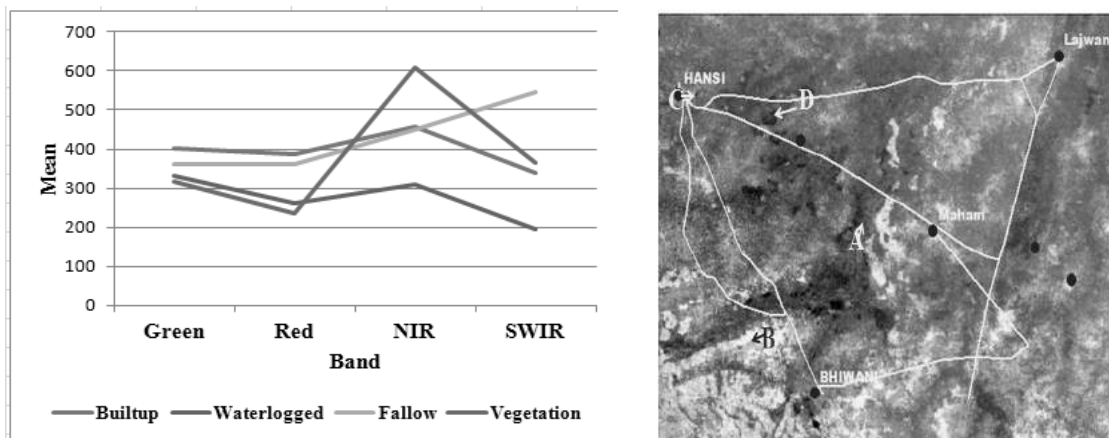 700
600
500
400
300
200
100
0
Mean
Green Red NIR SWIR
Band
Builtup Waterlogged Fallow Vegetation
Lajwan
HANSI
C
D
Maham
A
B
BHIWANI